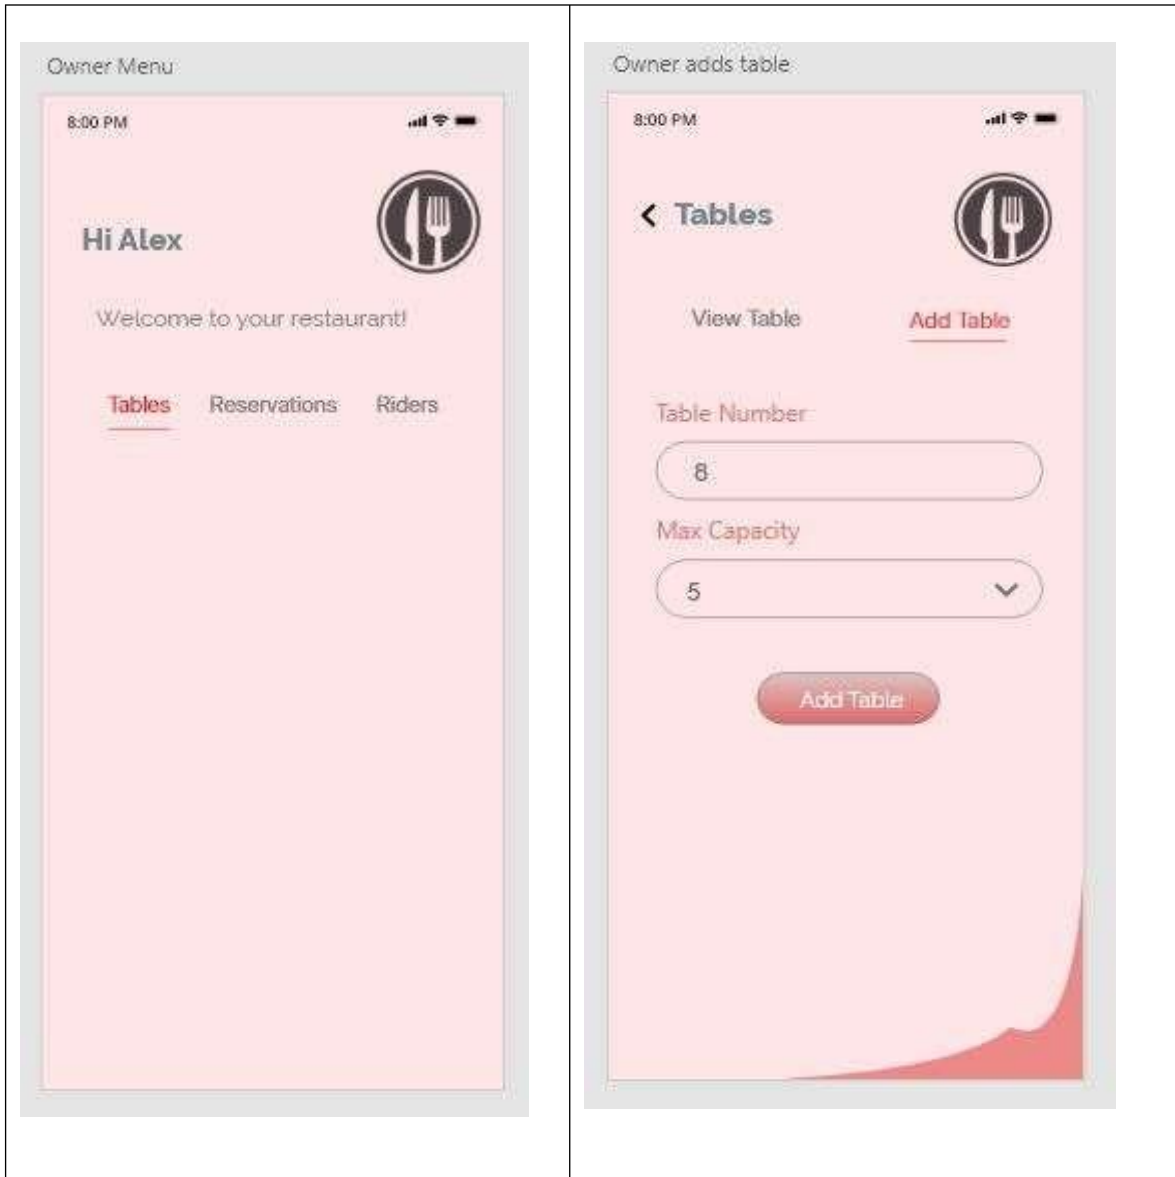 Owner Menu
8:00 PM
Hi Alex
Welcome to your restaurant!
Tables Reservations Riders
Owner adds table
8:00 PM
Tables
View Table Add Table
Table Number
8
Max Capacity
5
Add Table